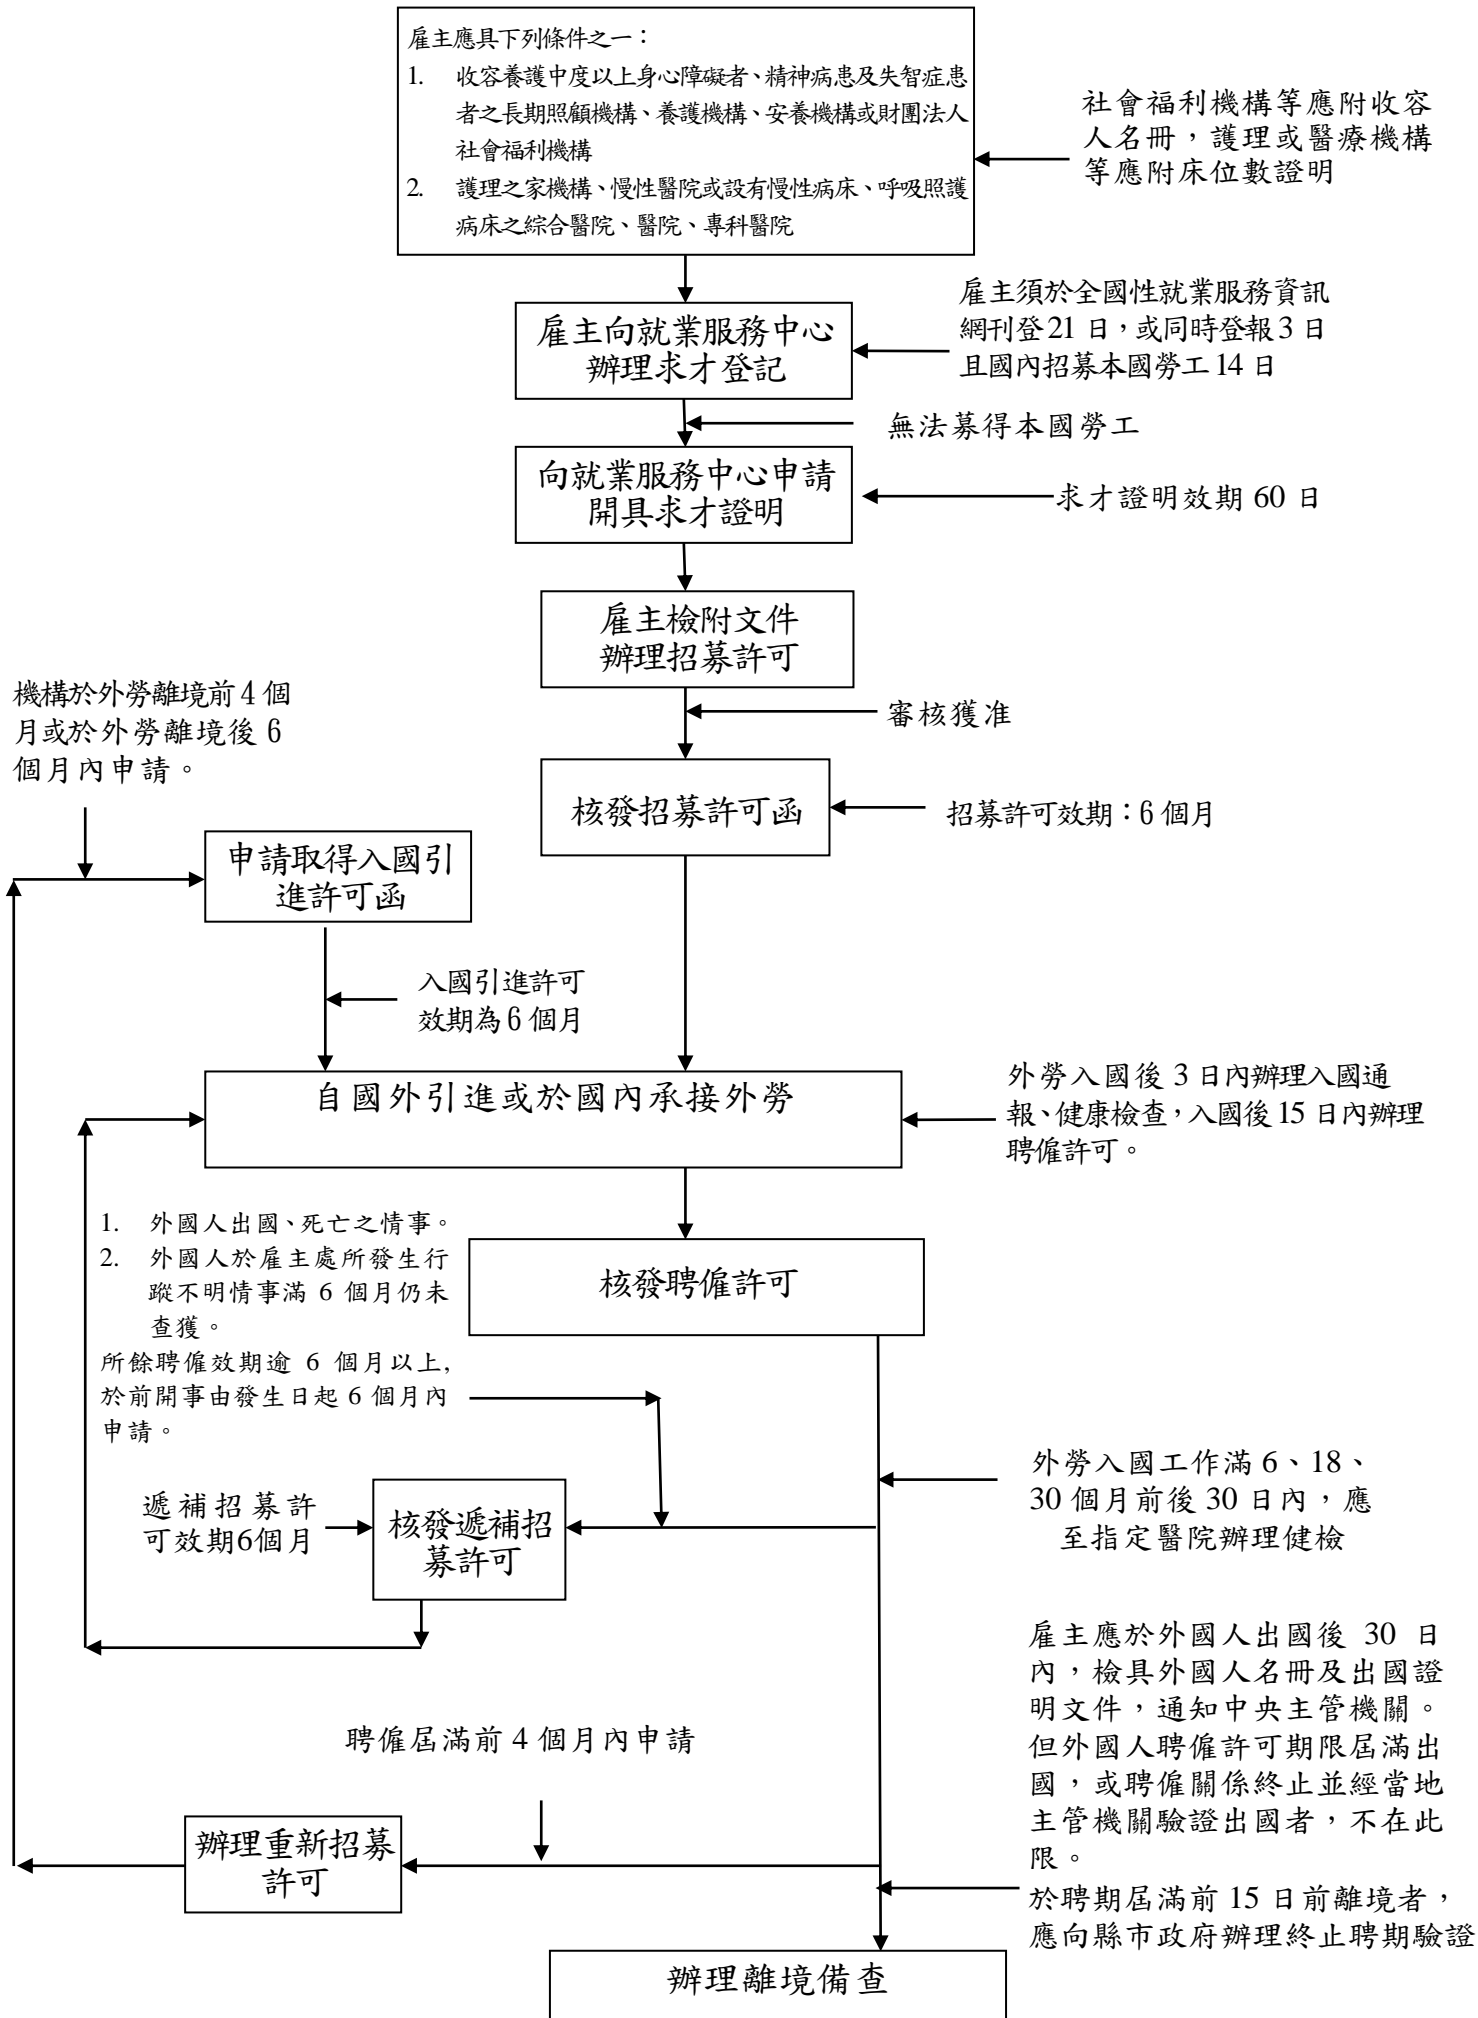 雇主應具下列條件之一：
1. 收容養護中度以上身心障礙者、精神病患及失智症患
者之長期照顧機構、養護機構、安養機構或財團法人
社會福利機構
2. 護理之家機構、慢性醫院或設有慢性病床、呼吸照護
病床之綜合醫院、醫院、專科醫院
社會福利機構等應附收容
人名冊，護理或醫療機構
等應附床位數證明
雇主向就業服務中心
辦理求才登記
雇主須於全國性就業服務資訊
網刊登21 日，或同時登報3 日
且國內招募本國勞工14 日
無法募得本國勞工
向就業服務中心申請
開具求才證明
求才證明效期 60 日
雇主檢附文件
辦理招募許可
審核獲准
核發招募許可函
招募許可效期：6 個月
機構於外勞離境前4 個
月或於外勞離境後 6
個月內申請。
申請取得入國引
進許可函
入國引進許可
效期為6 個月
自國外引進或於國內承接外勞
外勞入國後 3 日內辦理入國通
報、健康檢查，入國後15 日內辦理
聘僱許可。
1. 外國人出國、死亡之情事。
2. 外國人於雇主處所發生行
蹤不明情事滿 6 個月仍未
查獲。
所餘聘僱效期逾 6 個月以上,
於前開事由發生日起 6 個月內
申請。
核發聘僱許可
外勞入國工作滿 6、18、
30 個月前後 30 日內，應
至指定醫院辦理健檢
遞補招募許
可效期6個月
核發遞補招
募許可
雇主應於外國人出國後 30 日
內，檢具外國人名冊及出國證
明文件，通知中央主管機關。
但外國人聘僱許可期限屆滿出
國，或聘僱關係終止並經當地
主管機關驗證出國者，不在此
限。
於聘期屆滿前 15 日前離境者，
應向縣市政府辦理終止聘期驗證
聘僱屆滿前 4 個月內申請
辦理重新招募
許可
辦理離境備查